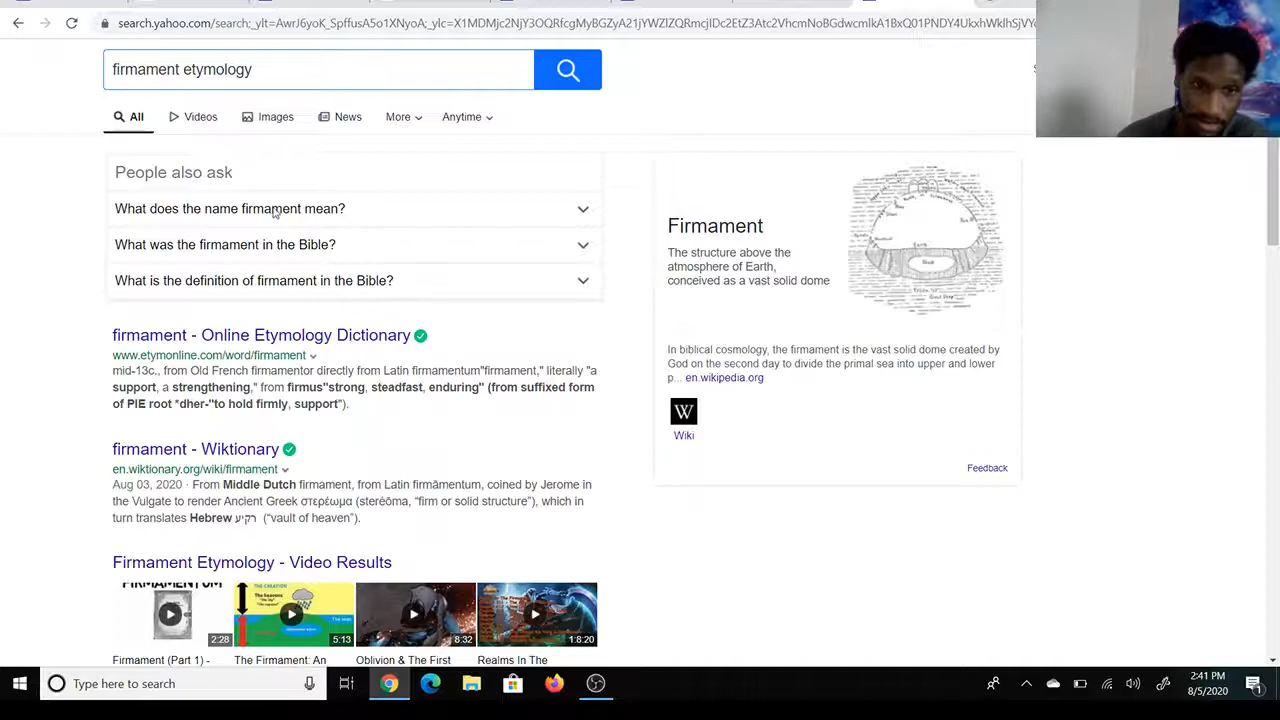 search.yahoo.com/search;_ylt=AwrJ6yoK_SpffusA5o1XNyoA;_ylc=X1MDMjc2NjY3OQRfcgMyBGZyA21jYWZlZQRmcjIDc2EtZ3Atc2VhcmNoBGdwcmlkA1BxQ01PNDY4UkxhWklhSjVY
firmament etymology
All Videos Images News More Anytime
People also ask
What does the name firmament mean?
What was the firmament in the Bible?
What is the definition of firmament in the Bible?
Firmament
The structure above the
atmosphere of Earth,
conceived as a vast solid dome
In biblical cosmology, the firmament is the vast solid dome created by
God on the second day to divide the primal sea into upper and lower
p... en.wikipedia.org
W
Wiki
Feedback
firmament - Online Etymology Dictionary
www.etymonline.com/word/firmament
mid-13c., from Old French firmamentor directly from Latin firmamentum"firmament," literally "a
support, a strengthening," from firmus"strong, steadfast, enduring" (from suffixed form
of PIE root *dher-"to hold firmly, support").
firmament - Wiktionary
en.wiktionary.org/wiki/firmament
Aug 03, 2020 · From Middle Dutch firmament, from Latin firmāmentum, coined by Jerome in
the Vulgate to render Ancient Greek στερέωμα (steréōma, “firm or solid structure”), which in
turn translates Hebrew רקיע (“vault of heaven”).
Firmament Etymology - Video Results
FIRMAMENTUM
THE CREATION
The heavens
2:28 5:13 8:32 1:8:20
Firmament (Part 1) - The Firmament: An Oblivion & The First Realms In The
Type here to search
2:41 PM
8/5/2020
1